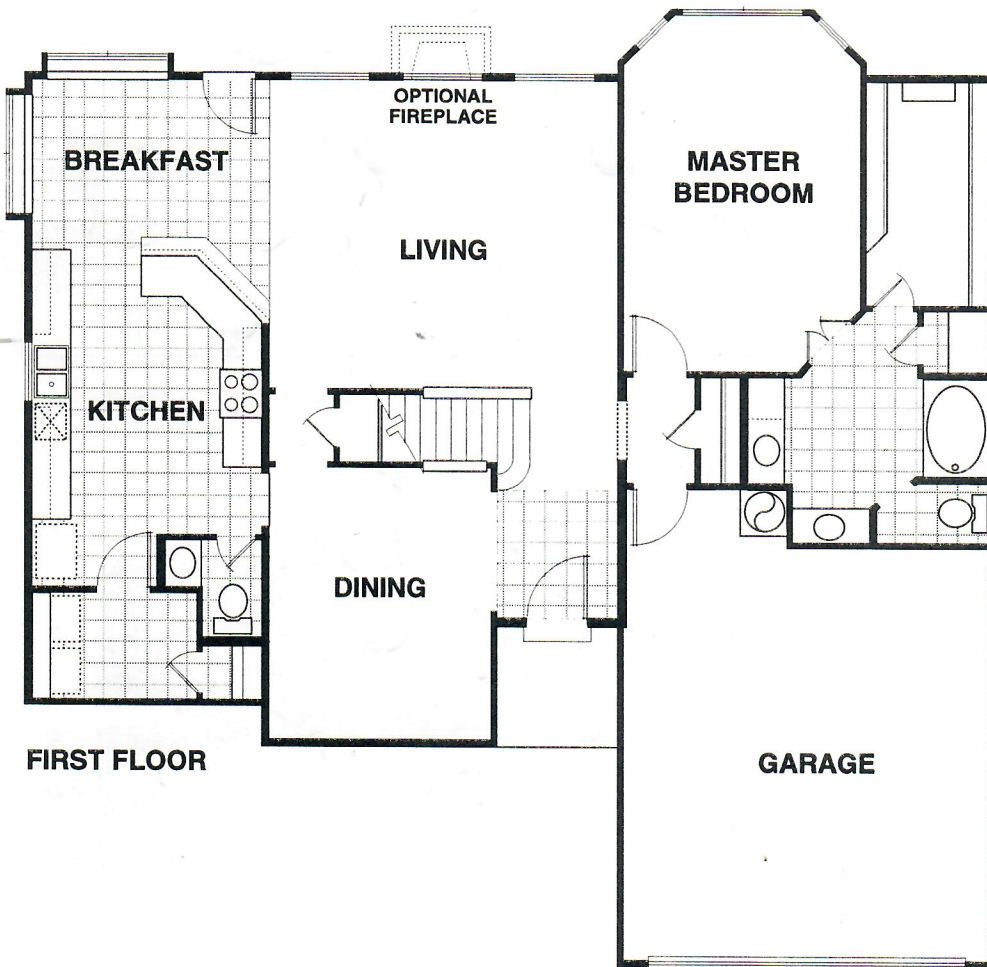 OPTIONAL
FIREPLACE
BREAKFAST
MASTER
BEDROOM
LIVING
KITCHEN
DINING
FIRST FLOOR
GARAGE